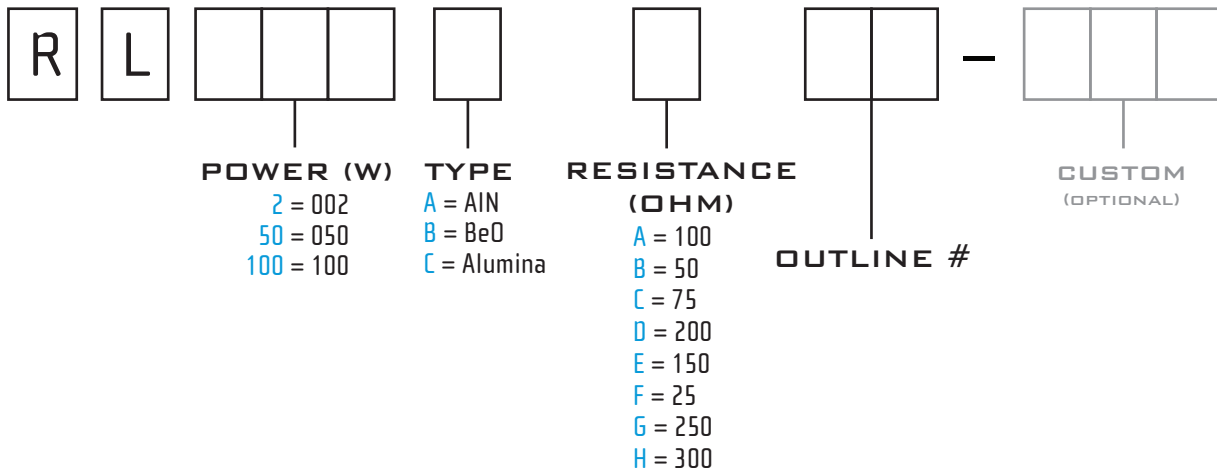 R L –
POWER (W)
2 = 002
50 = 050
100 = 100
TYPE
A = AlN
B = BeO
C = Alumina
RESISTANCE
(OHM)
A = 100
B = 50
C = 75
D = 200
E = 150
F = 25
G = 250
H = 300
OUTLINE #
CUSTOM
(OPTIONAL)